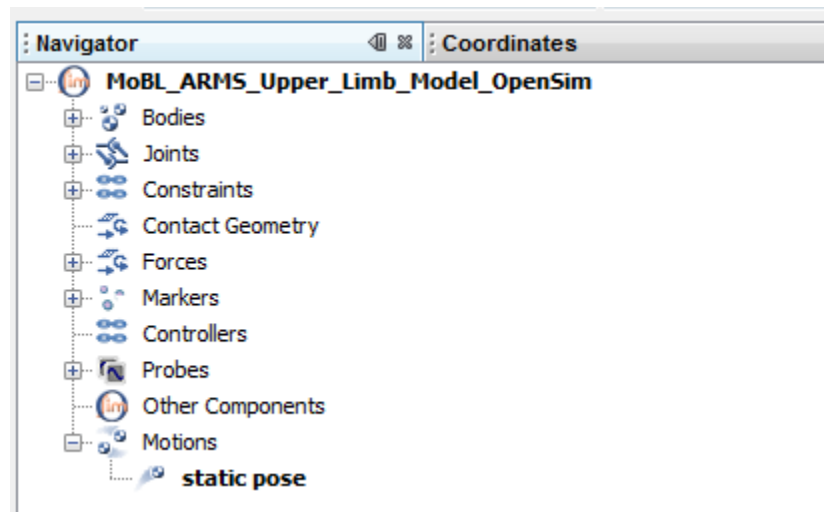 Navigator Coordinates
MoBL_ARMS_Upper_Limb_Model_OpenSim
Bodies
Joints
Constraints
Contact Geometry
Forces
Markers
Controllers
Probes
Other Components
Motions
static pose